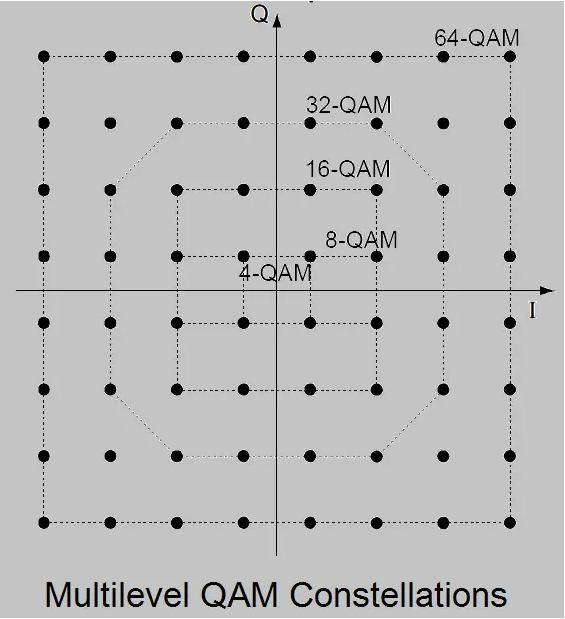 Q
64-QAM
32-QAM
16-QAM
8-QAM
4-QAM
I
Multilevel QAM Constellations